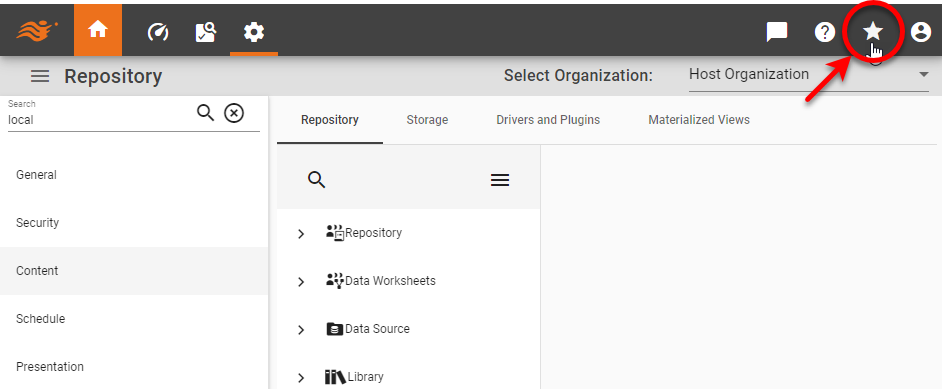 Repository
Select Organization:
Host Organization
Search
local
General
Security
Content
Schedule
Presentation
Repository
Storage
Drivers and Plugins
Materialized Views
Repository
Data Worksheets
Data Source
Library